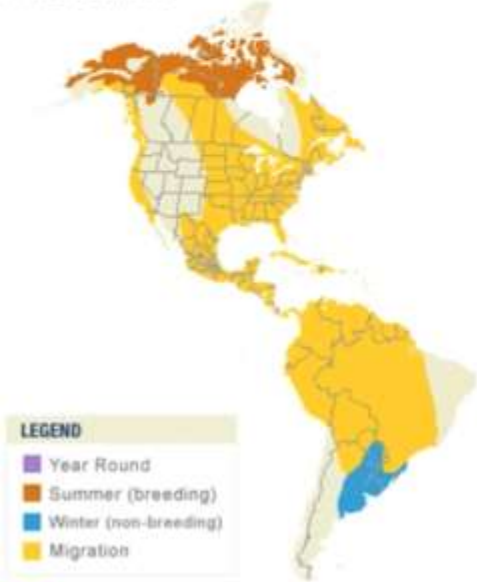 LEGEND
Year Round
Summer (breeding)
Winter (non-breeding)
Migration